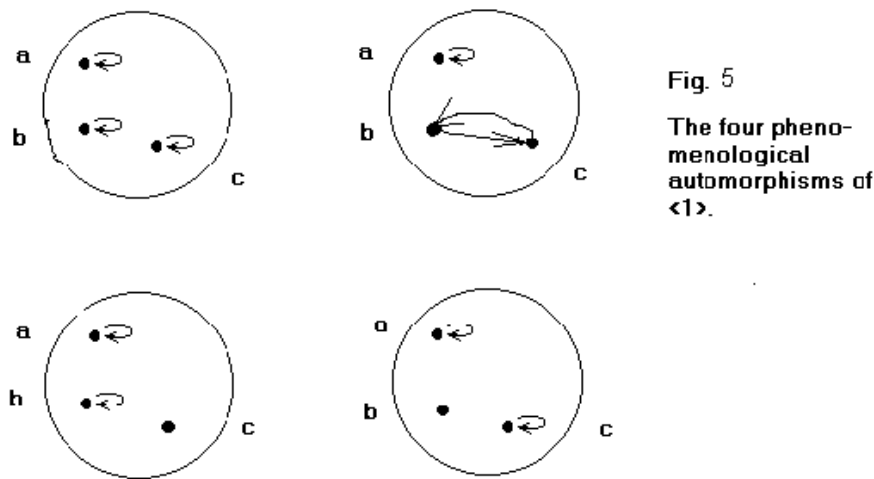 a
b
c
a
b
c
Fig. 5
The four pheno-
menological
automorphisms of
<1>.
a
h
c
o
b
c